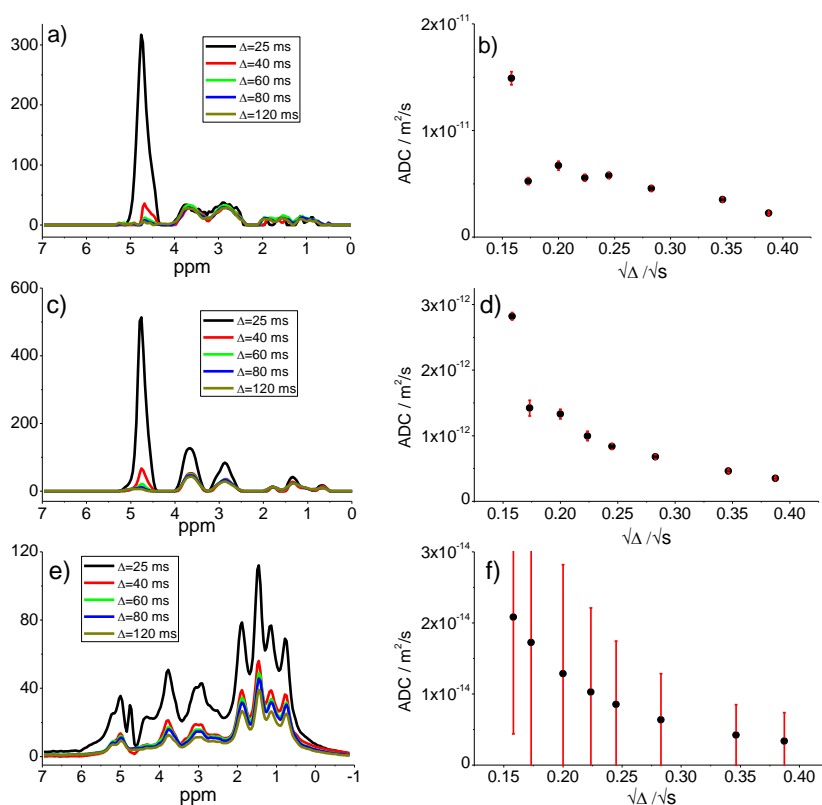 a)
300
200
100
0
7 6 5 4 3 2 1 0
ppm
Δ=25 ms
Δ=40 ms
Δ=60 ms
Δ=80 ms
Δ=120 ms
b)
2x10⁻¹¹
1x10⁻¹¹
0
ADC / m²/s
0.15 0.20 0.25 0.30 0.35 0.40
√Δ /√s
c)
600
400
200
0
7 6 5 4 3 2 1 0
ppm
Δ=25 ms
Δ=40 ms
Δ=60 ms
Δ=80 ms
Δ=120 ms
d)
3x10⁻¹²
2x10⁻¹²
1x10⁻¹²
0
ADC / m²/s
0.15 0.20 0.25 0.30 0.35 0.40
√Δ /√s
e)
120
80
40
0
7 6 5 4 3 2 1 0 -1
ppm
Δ=25 ms
Δ=40 ms
Δ=60 ms
Δ=80 ms
Δ=120 ms
f)
3x10⁻¹⁴
2x10⁻¹⁴
1x10⁻¹⁴
0
ADC / m²/s
0.15 0.20 0.25 0.30 0.35 0.40
√Δ /√s